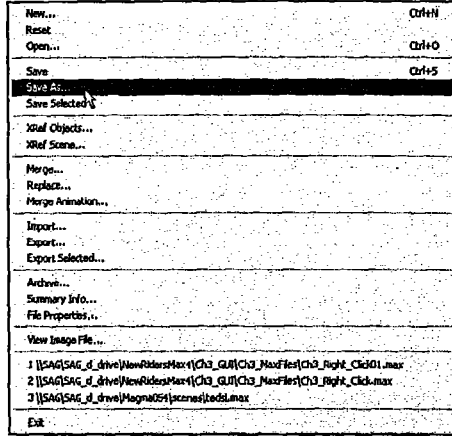 New... Ctrl+N
Reset
Open... Ctrl+O
Save Ctrl+S
Save As...
Save Selected
XRef Objects...
XRef Scene...
Merge...
Replace...
Merge Animation...
Import...
Export...
Export Selected...
Archive...
Summary Info...
File Properties...
View Image File...
1 \\SAG\SAG_d_drive\NewRidersMax4\Ch3_GUI\Ch3_MaxFiles\Ch3_Right_Click01.max
2 \\SAG\SAG_d_drive\NewRidersMax4\Ch3_GUI\Ch3_MaxFiles\Ch3_Right_Click.max
3 \\SAG\SAG_d_drive\Magma054\scenes\tedsl.max
Exit